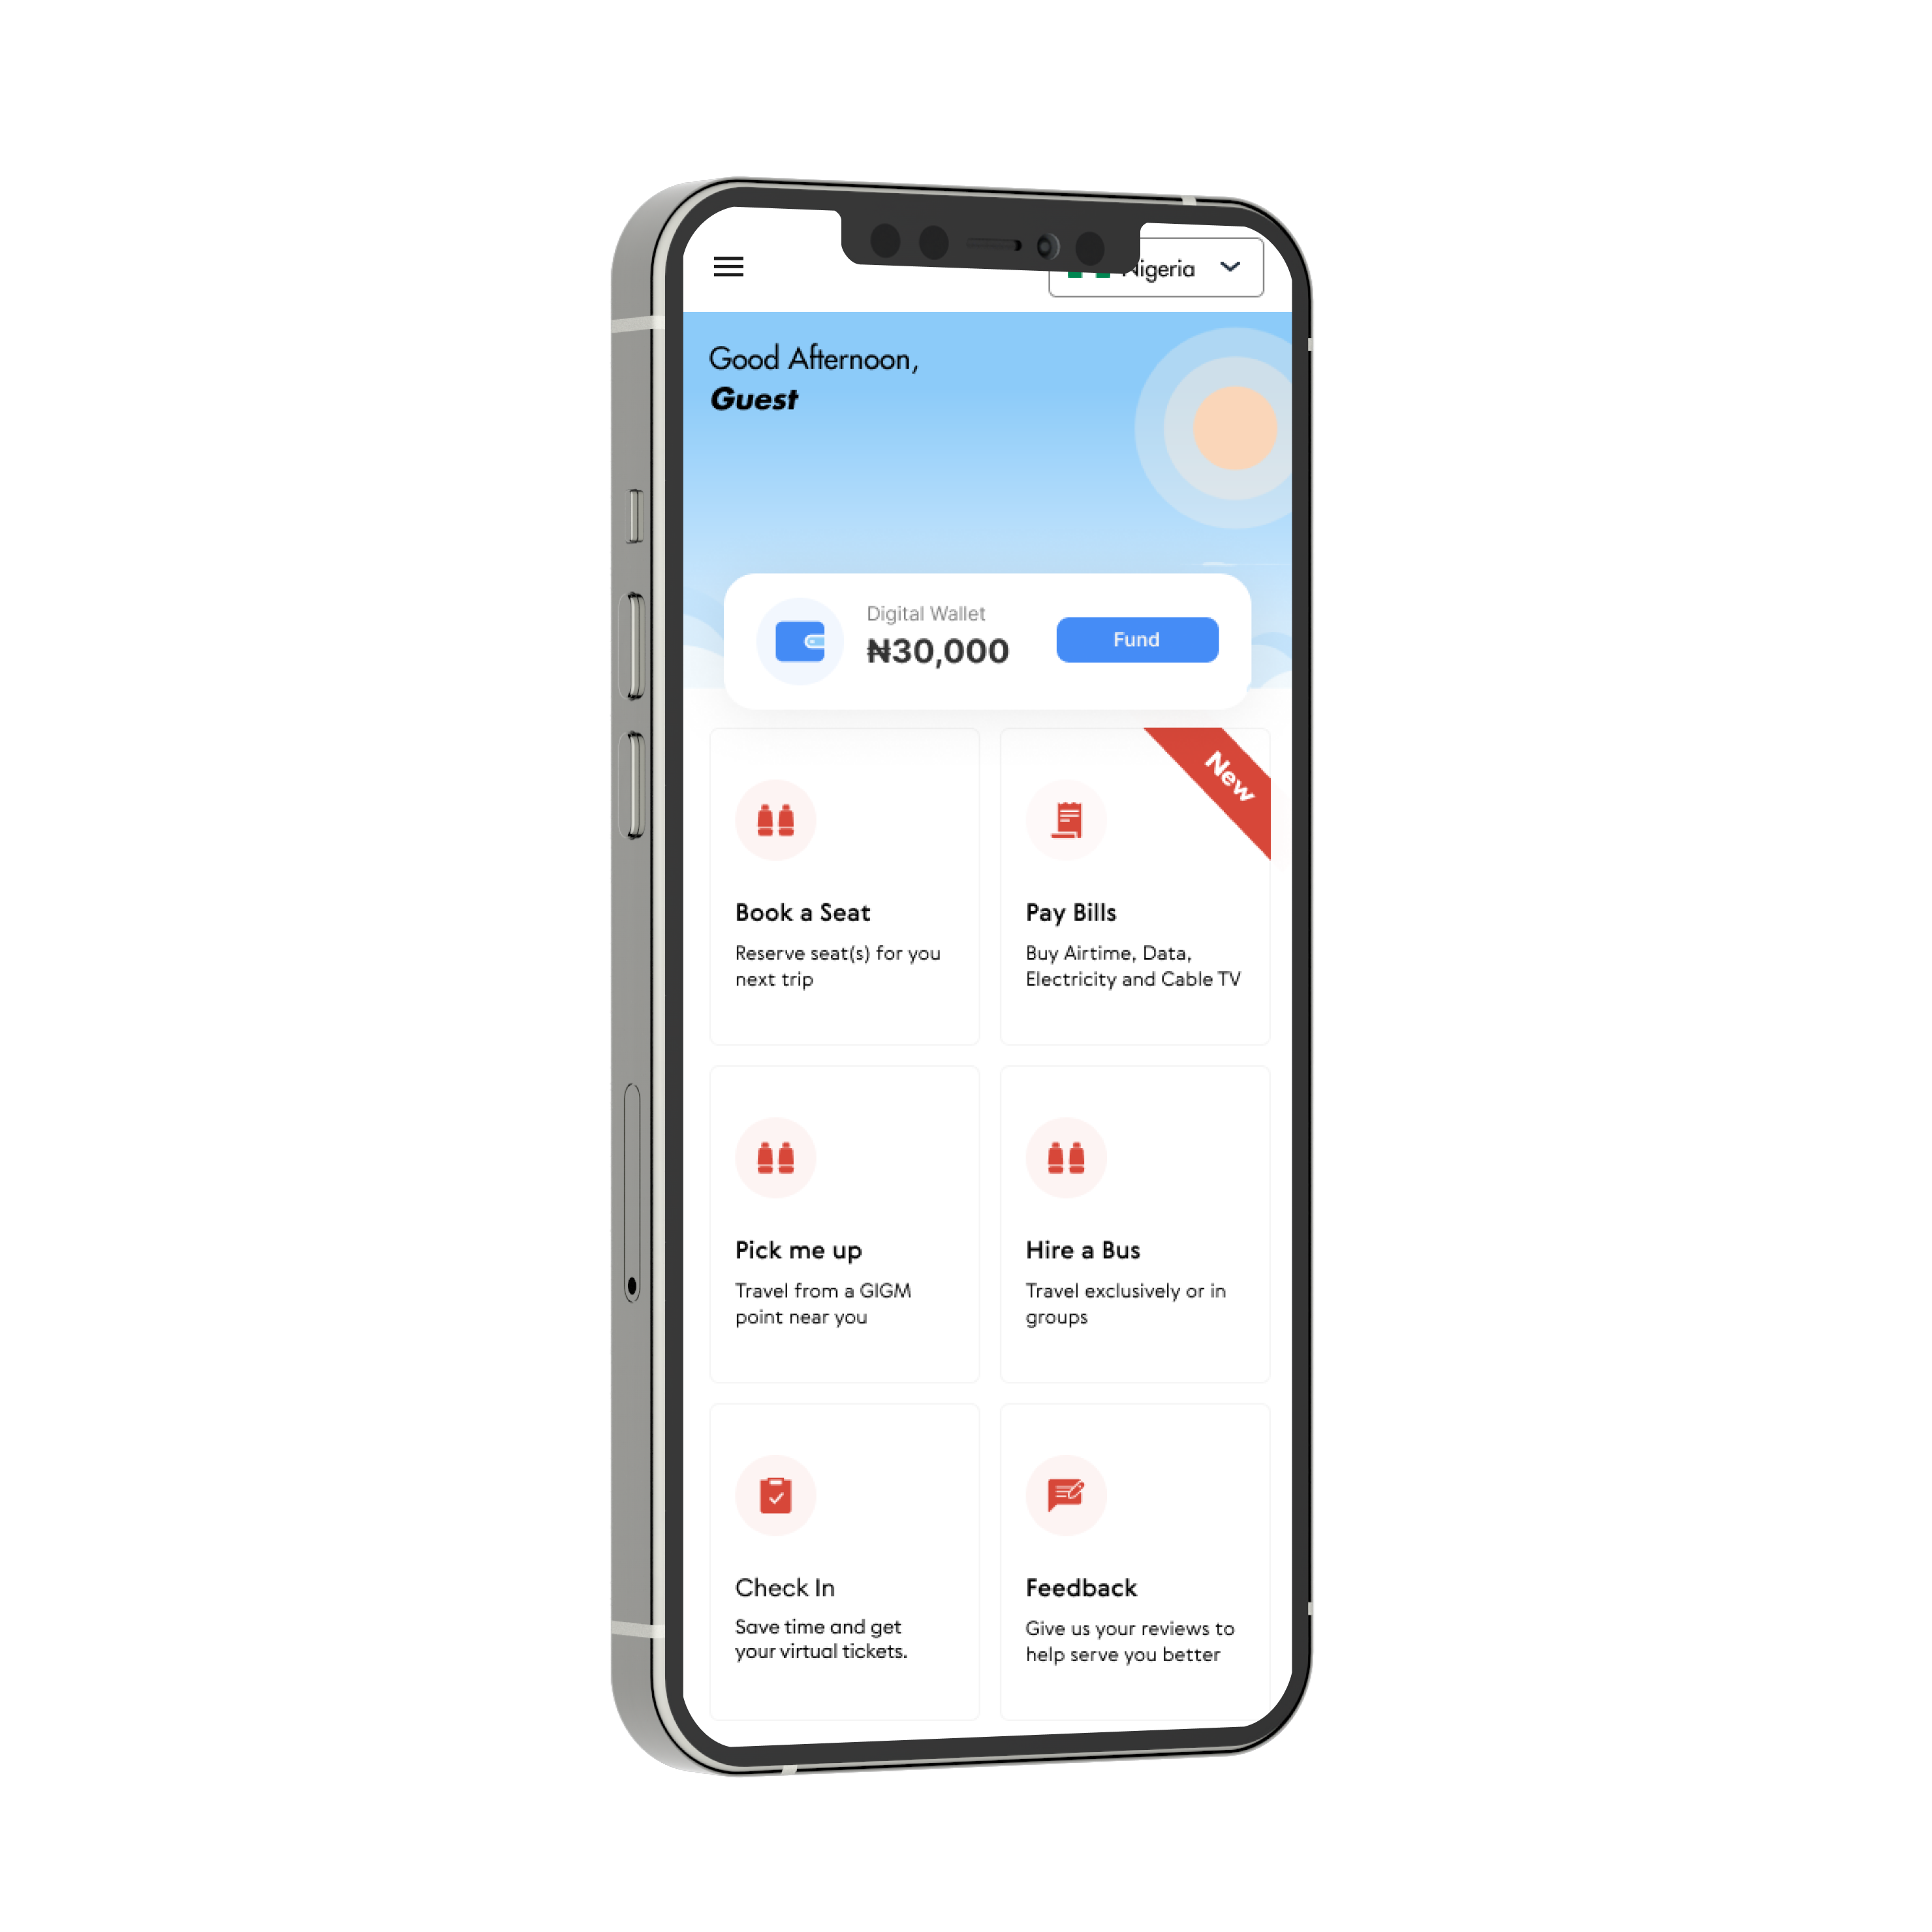 Nigeria
Good Afternoon,
Guest
Digital Wallet
₦30,000
Fund
New
Book a Seat
Reserve seat(s) for you
next trip
Pay Bills
Buy Airtime, Data,
Electricity and Cable TV
Pick me up
Travel from a GIGM
point near you
Hire a Bus
Travel exclusively or in
groups
Check In
Save time and get
your virtual tickets.
Feedback
Give us your reviews to
help serve you better